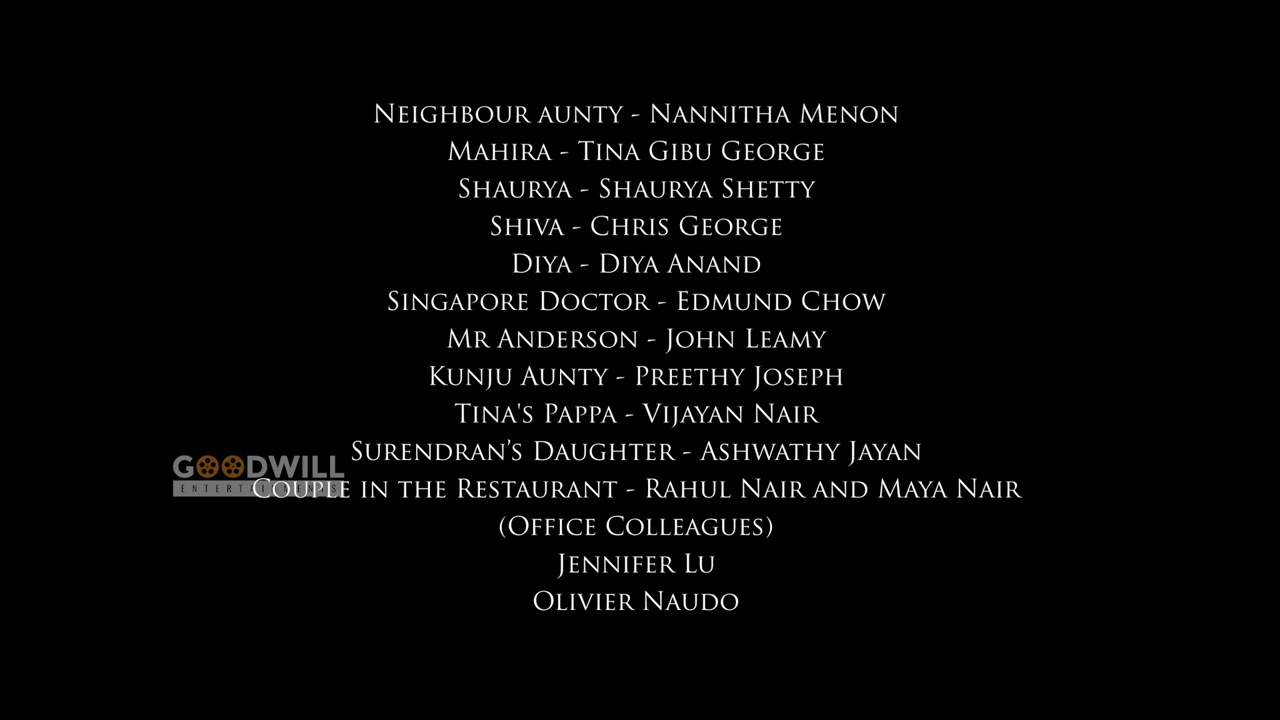 Neighbour aunty - Nannitha Menon
Mahira - Tina Gibu George
Shaurya - Shaurya Shetty
Shiva - Chris George
Diya - Diya Anand
Singapore Doctor - Edmund Chow
Mr Anderson - John Leamy
Kunju Aunty - Preethy Joseph
Tina's Pappa - Vijayan Nair
Surendran’s Daughter - Ashwathy Jayan
GOODWILL
ENTERTAINMENTS
Couple in the Restaurant - Rahul Nair and Maya Nair
(Office Colleagues)
Jennifer Lu
Olivier Naudo